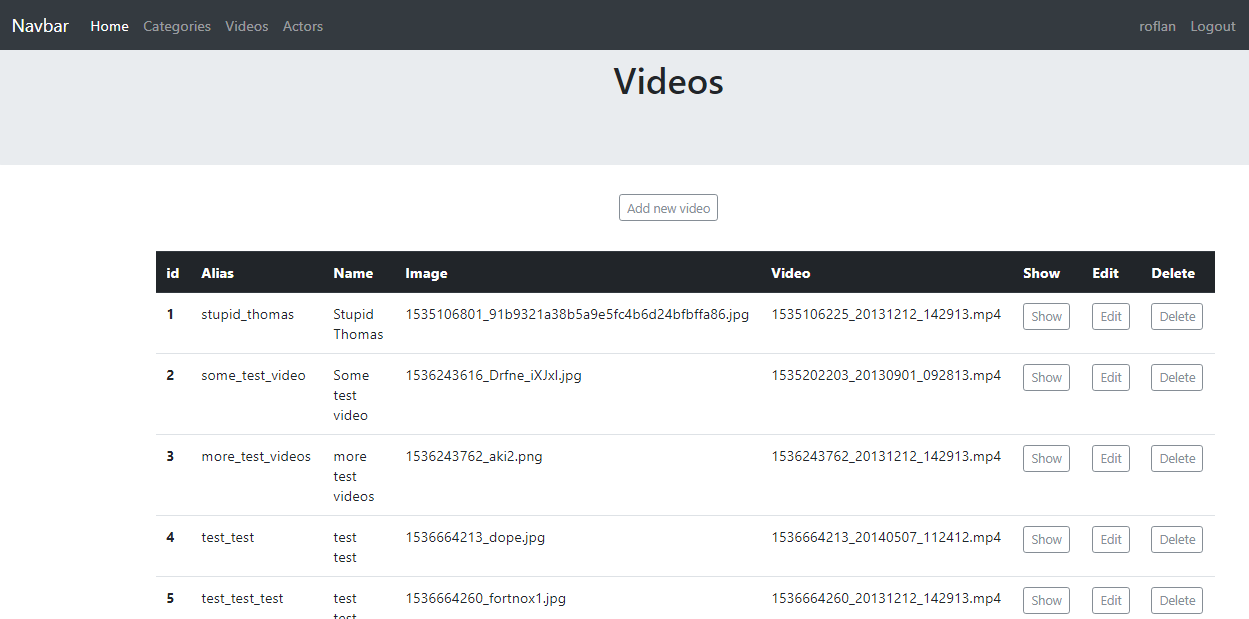 Navbar Home Categories Videos Actors roflan Logout
Videos
Add new video
id Alias Name Image Video Show Edit Delete
1 stupid_thomas Stupid 1535106801_91b9321a38b5a9e5fc4b6d24bfbffa86.jpg 1535106225_20131212_142913.mp4 Show Edit Delete
Thomas
2 some_test_video Some 1536243616_Drfne_iXJxI.jpg 1535202203_20130901_092813.mp4 Show Edit Delete
test
video
3 more_test_videos more 1536243762_aki2.png 1536243762_20131212_142913.mp4 Show Edit Delete
test
videos
4 test_test test 1536664213_dope.jpg 1536664213_20140507_112412.mp4 Show Edit Delete
test
5 test_test_test test 1536664260_fortnox1.jpg 1536664260_20131212_142913.mp4 Show Edit Delete
test